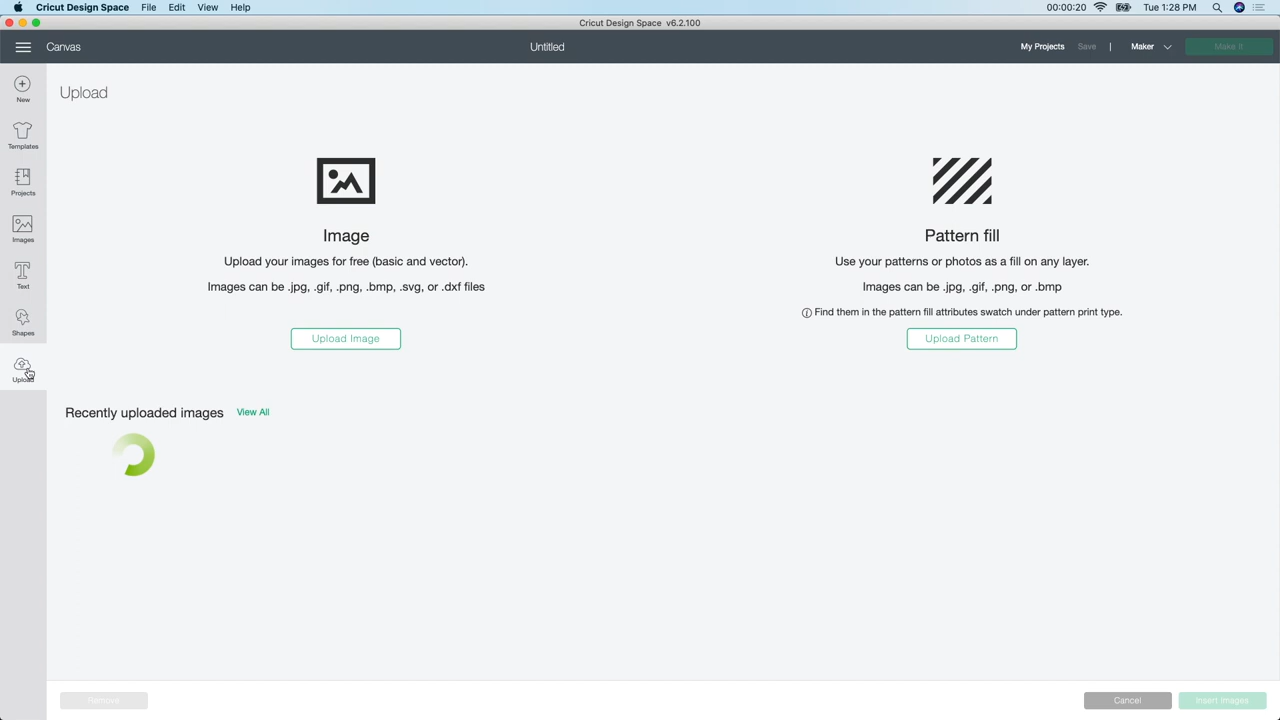 Cricut Design Space File Edit View Help 00:00:20 Tue 1:28 PM
Cricut Design Space v6.2.100
Canvas Untitled My Projects Save | Maker Make It
New
Templates
Projects
Images
Text
Shapes
Upload
Upload
Image
Upload your images for free (basic and vector).
Images can be .jpg, .gif, .png, .bmp, .svg, or .dxf files
Upload Image
Pattern fill
Use your patterns or photos as a fill on any layer.
Images can be .jpg, .gif, .png, or .bmp
Find them in the pattern fill attributes swatch under pattern print type.
Upload Pattern
Recently uploaded images View All
Remove Cancel Insert Images